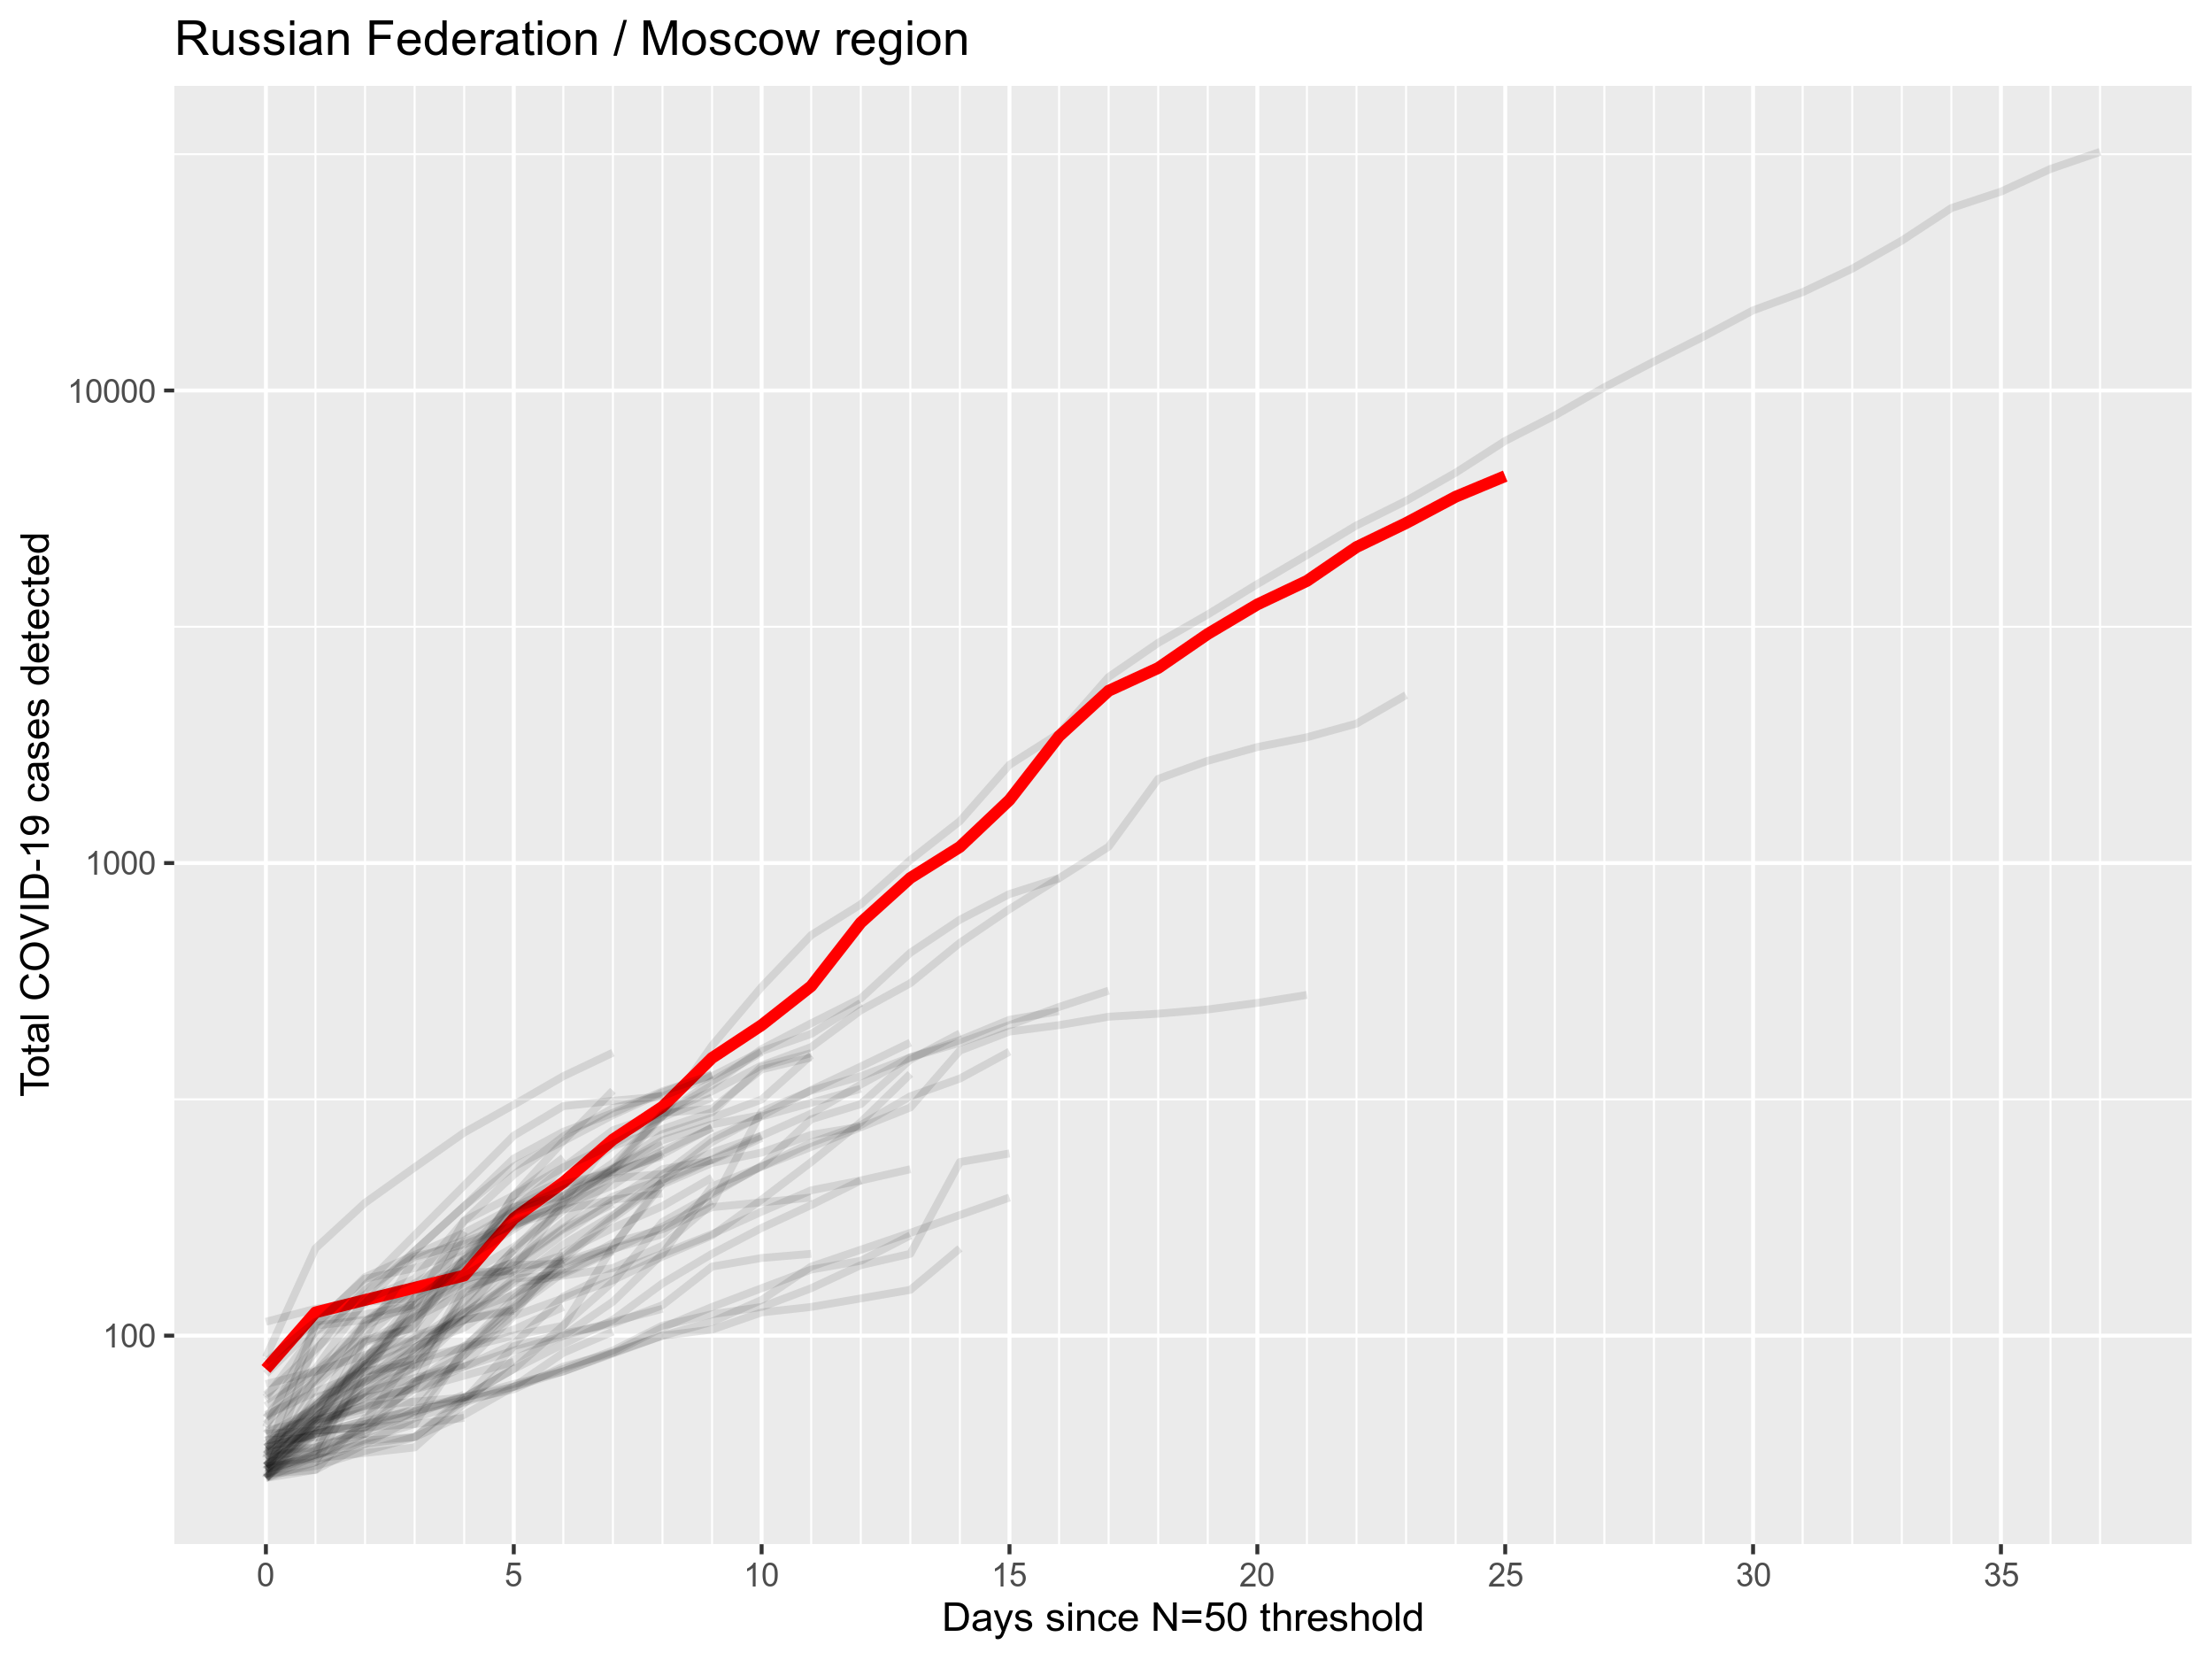 Russian Federation / Moscow region
Total COVID-19 cases detected
10000
1000
100
0 5 10 15 20 25 30 35
Days since N=50 threshold